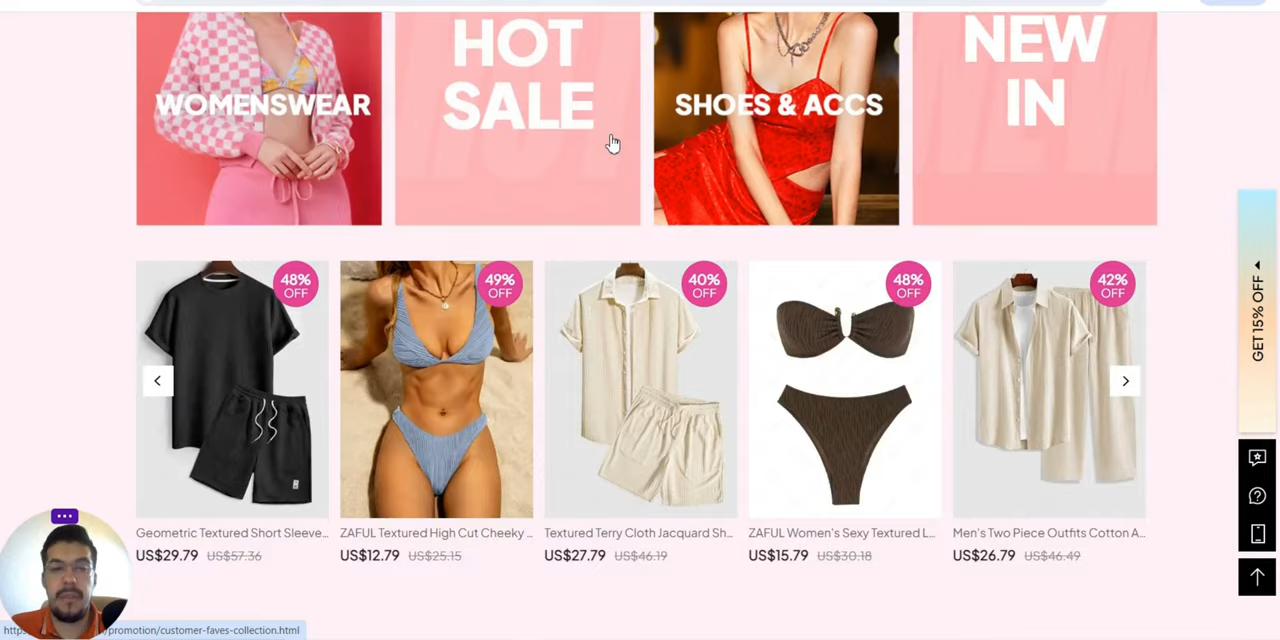 WOMENSWEAR
HOT
SALE
SHOES & ACCS
NEW
IN
48%
OFF
49%
OFF
40%
OFF
48%
OFF
42%
OFF
GET 15% OFF
Geometric Textured Short Sleeve...
US$29.79 US$57.36
ZAFUL Textured High Cut Cheeky ...
US$12.79 US$25.15
Textured Terry Cloth Jacquard Sh...
US$27.79 US$46.19
ZAFUL Women's Sexy Textured L...
US$15.79 US$30.18
Men's Two Piece Outfits Cotton A...
US$26.79 US$46.49
/promotion/customer-faves-collection.html